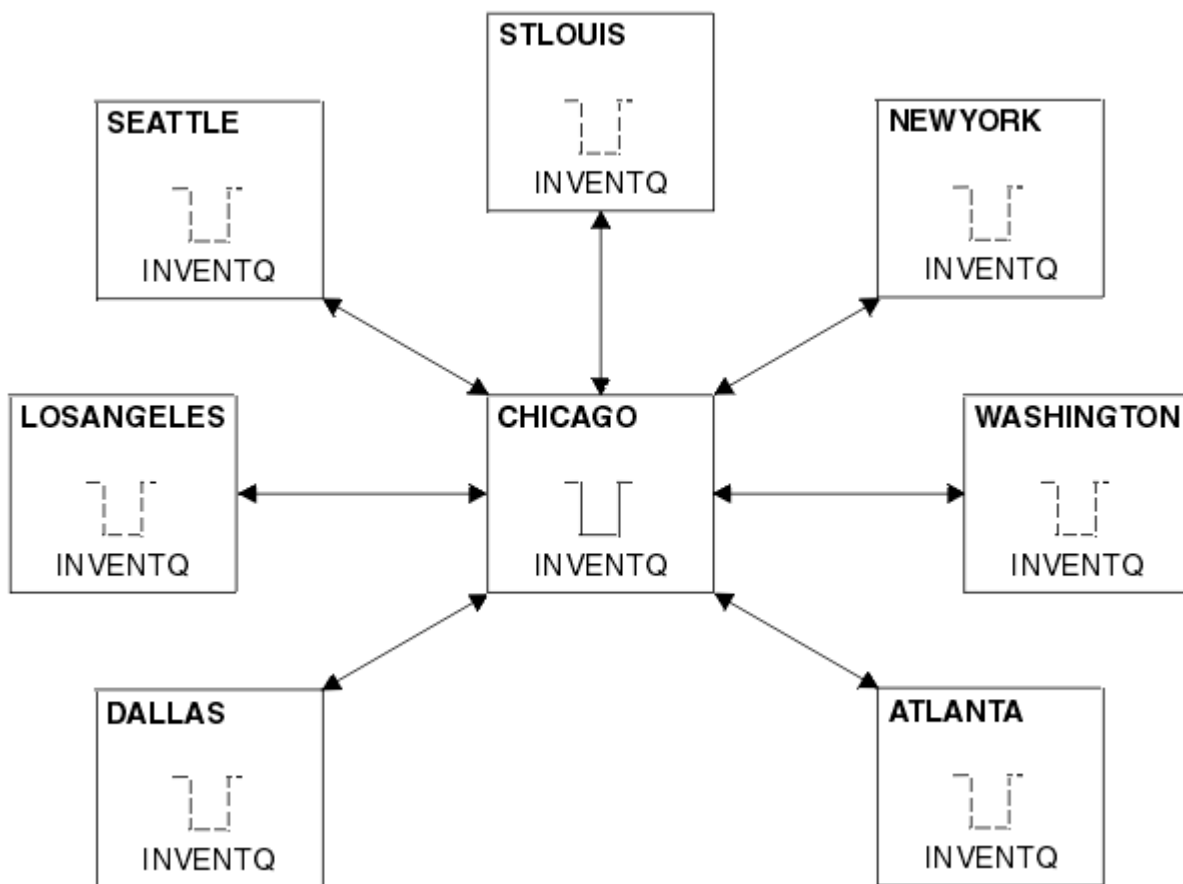 STLOUIS
INVENTQ
SEATTLE
INVENTQ
NEWYORK
INVENTQ
LOSANGELES
INVENTQ
CHICAGO
INVENTQ
WASHINGTON
INVENTQ
DALLAS
INVENTQ
ATLANTA
INVENTQ